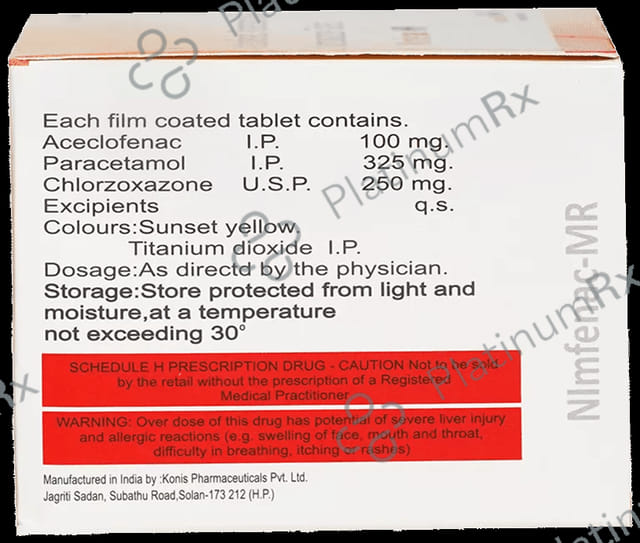 Each film coated tablet contains.
Aceclofenac I.P. 100 mg.
Paracetamol I.P. 325 mg.
Chlorzoxazone U.S.P. 250 mg.
Excipients q.s.
Colours:Sunset yellow,
Titanium dioxide I.P.
Dosage:As directd by the physician.
Storage:Store protected from light and
moisture,at a temperature
not exceeding 30°
SCHEDULE H PRESCRIPTION DRUG - CAUTION Not to be sold
by the retail without the prescription of a Registered
Medical Practitioner
WARNING: Over dose of this drug has potential of severe liver injury
and allergic reactions (e.g. swelling of face, mouth and throat,
difficulty in breathing, itching or rashes)
Manufactured in India by :Konis Pharmaceuticals Pvt. Ltd.
Jagriti Sadan, Subathu Road,Solan-173 212 (H.P.)
NImfenac-MR
PlatinumRx
PlatinumRx